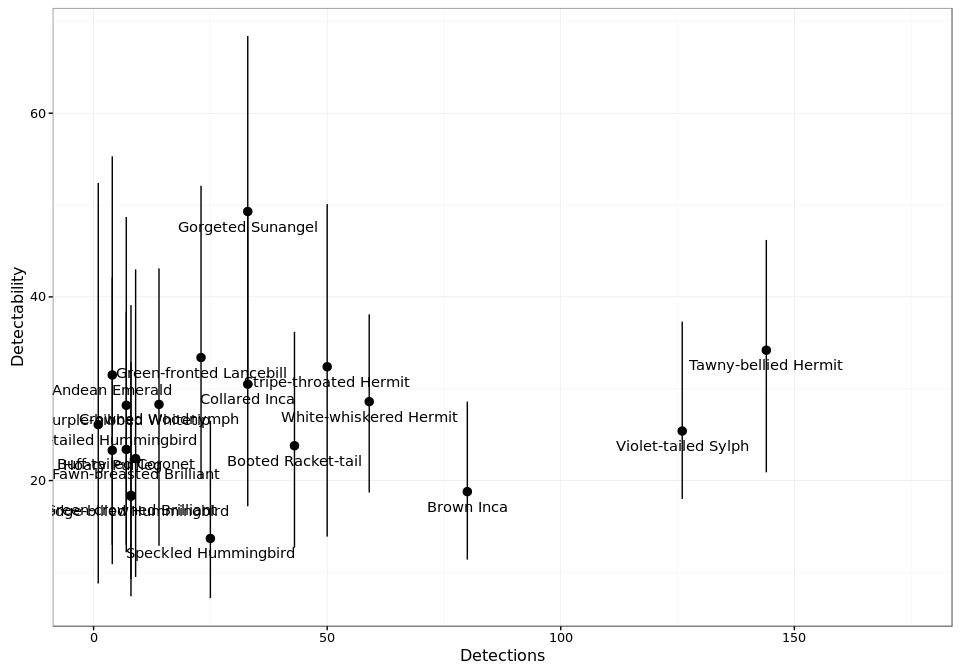 60
40
20
Detectability
Gorgeted Sunangel
Green-fronted Lancebill
Stripe-throated Hermit
Tawny-bellied Hermit
Andean Emerald
Collared Inca
White-whiskered Hermit
Crowned Woodnymph
tailed Hummingbird
Violet-tailed Sylph
Booted Racket-tail
Fawn-breasted Brilliant
Brown Inca
Speckled Hummingbird
0
50
100
150
Detections